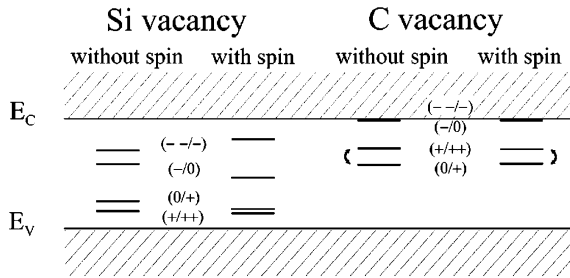 Si vacancy C vacancy
without spin with spin without spin with spin
E_C
(- -/-) (- -/-)
(-/0) (-/0)
(0/+) (+/++)
(+/++) (0/+)
E_V